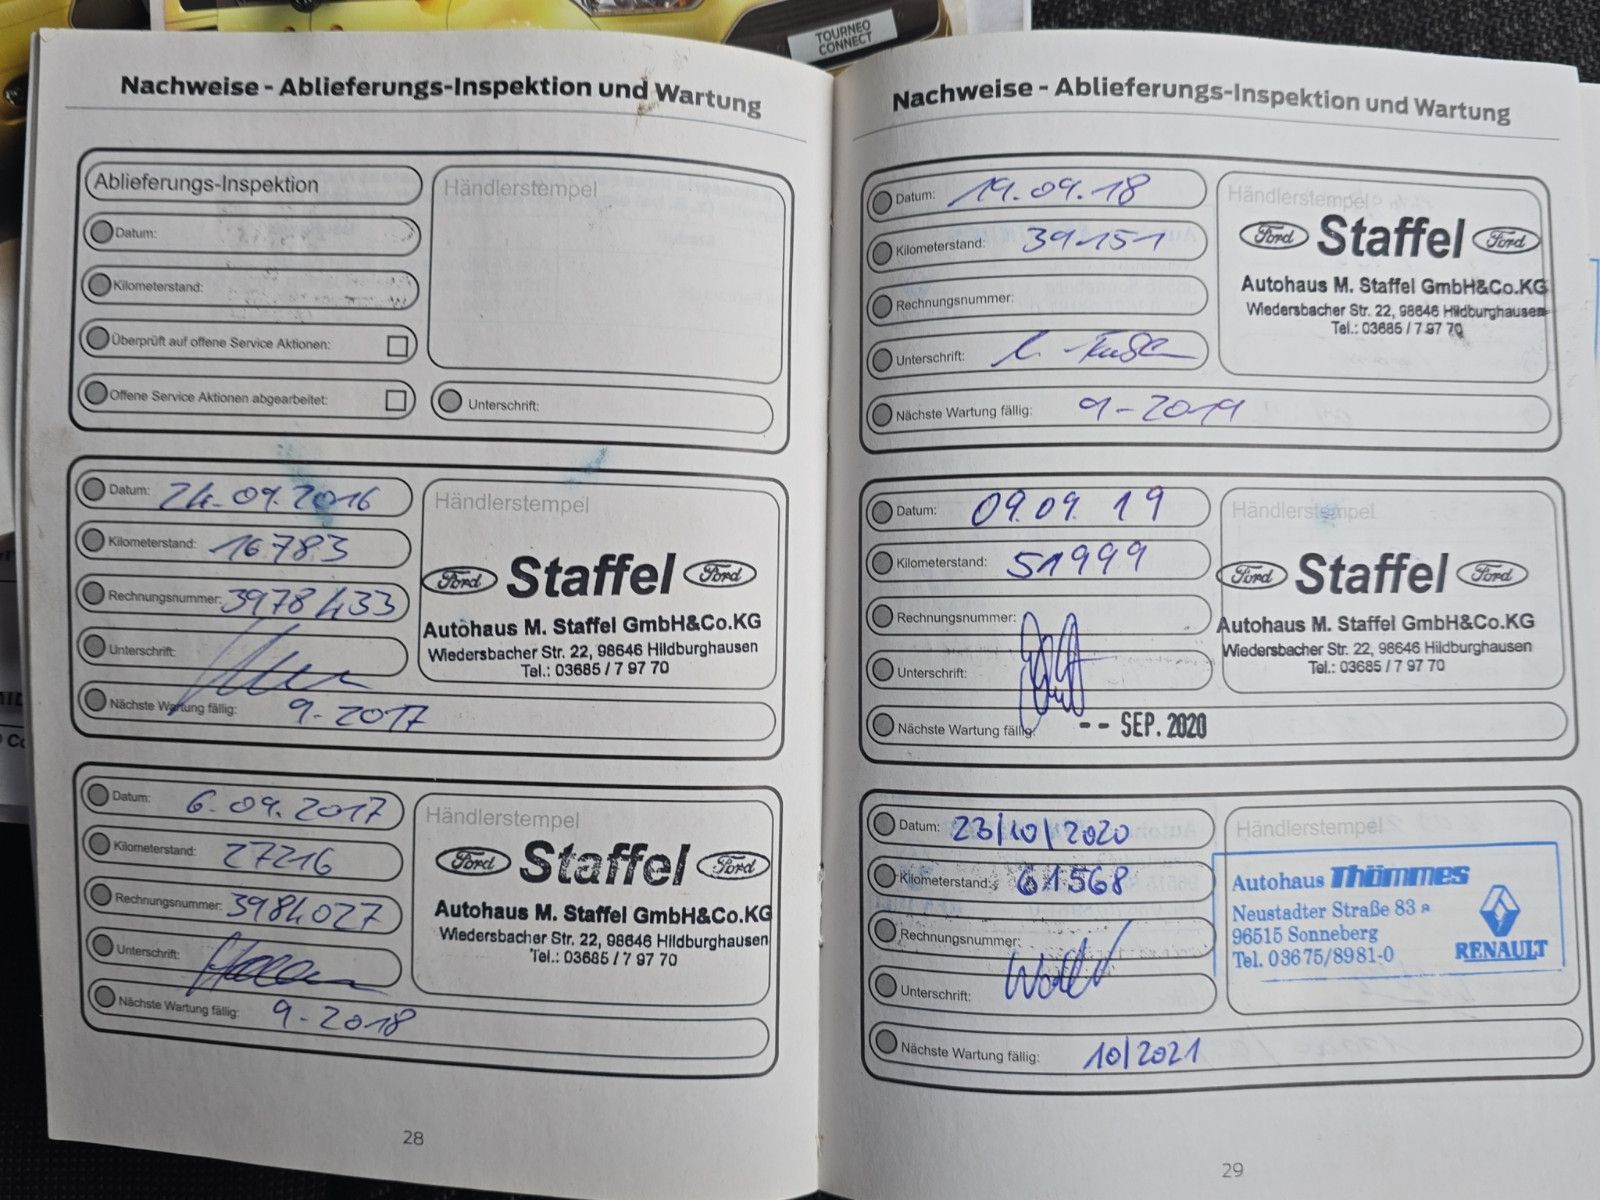 TOURNEO
CONNECT
Nachweise - Ablieferungs-Inspektion und Wartung
Ablieferungs-Inspektion
Datum:
Kilometerstand:
Überprüft auf offene Service Aktionen:
Offene Service Aktionen abgearbeitet:
Händlerstempel
Unterschrift:
Datum: 24.09.2016
Kilometerstand: 16783
Rechnungsnummer: 3978433
Unterschrift:
Nächste Wartung fällig: 9-2017
Händlerstempel
Ford Staffel Ford
Autohaus M. Staffel GmbH&Co.KG
Wiedersbacher Str. 22, 98646 Hildburghausen
Tel.: 03685 / 7 97 70
Datum: 6.09.2017
Kilometerstand: 27216
Rechnungsnummer: 3984027
Unterschrift:
Nächste Wartung fällig: 9-2018
Händlerstempel
Ford Staffel Ford
Autohaus M. Staffel GmbH&Co.KG
Wiedersbacher Str. 22, 98646 Hildburghausen
Tel.: 03685 / 7 97 70
28
Nachweise - Ablieferungs-Inspektion und Wartung
Datum: 19.09.18
Kilometerstand: 39151
Rechnungsnummer:
Unterschrift:
Nächste Wartung fällig: 9-2019
Händlerstempel
Ford Staffel Ford
Autohaus M. Staffel GmbH&Co.KG
Wiedersbacher Str. 22, 98646 Hildburghausen
Tel.: 03685 / 7 97 70
Datum: 09.09.19
Kilometerstand: 51999
Rechnungsnummer:
Unterschrift:
Nächste Wartung fällig: -- SEP. 2020
Händlerstempel
Ford Staffel Ford
Autohaus M. Staffel GmbH&Co.KG
Wiedersbacher Str. 22, 98646 Hildburghausen
Tel.: 03685 / 7 97 70
Datum: 23/10/2020
Kilometerstand: 61568
Rechnungsnummer:
Unterschrift:
Nächste Wartung fällig: 10/2021
Händlerstempel
Autohaus Thömmes
Neustadter Straße 83 a
96515 Sonneberg
Tel. 03675/8981-0
RENAULT
29